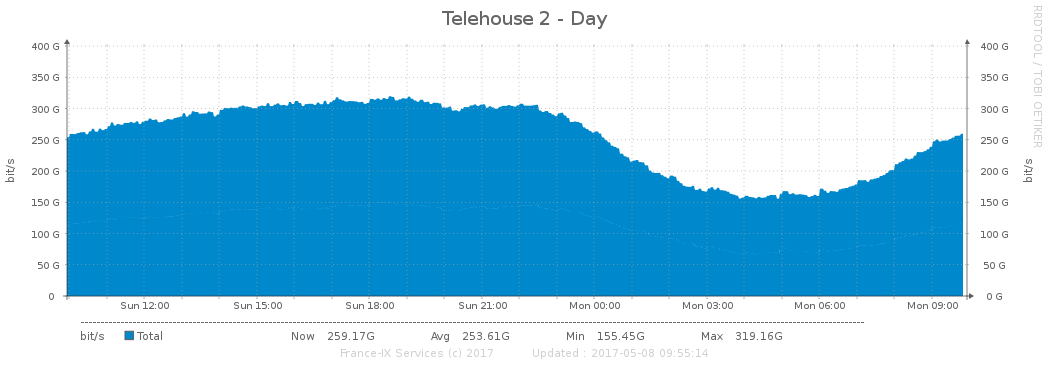 Telehouse 2 - Day
RRDTOOL / TOBI OETIKER
400 G 400 G
350 G 350 G
300 G 300 G
250 G 250 G
200 G 200 G
150 G 150 G
100 G 100 G
50 G 50 G
0 0 G
bit/s bit/s
Sun 12:00 Sun 15:00 Sun 18:00 Sun 21:00 Mon 00:00 Mon 03:00 Mon 06:00 Mon 09:00
bit/s Total Now 259.17G Avg 253.61G Min 155.45G Max 319.16G
France-IX Services (c) 2017 Updated : 2017-05-08 09:55:14